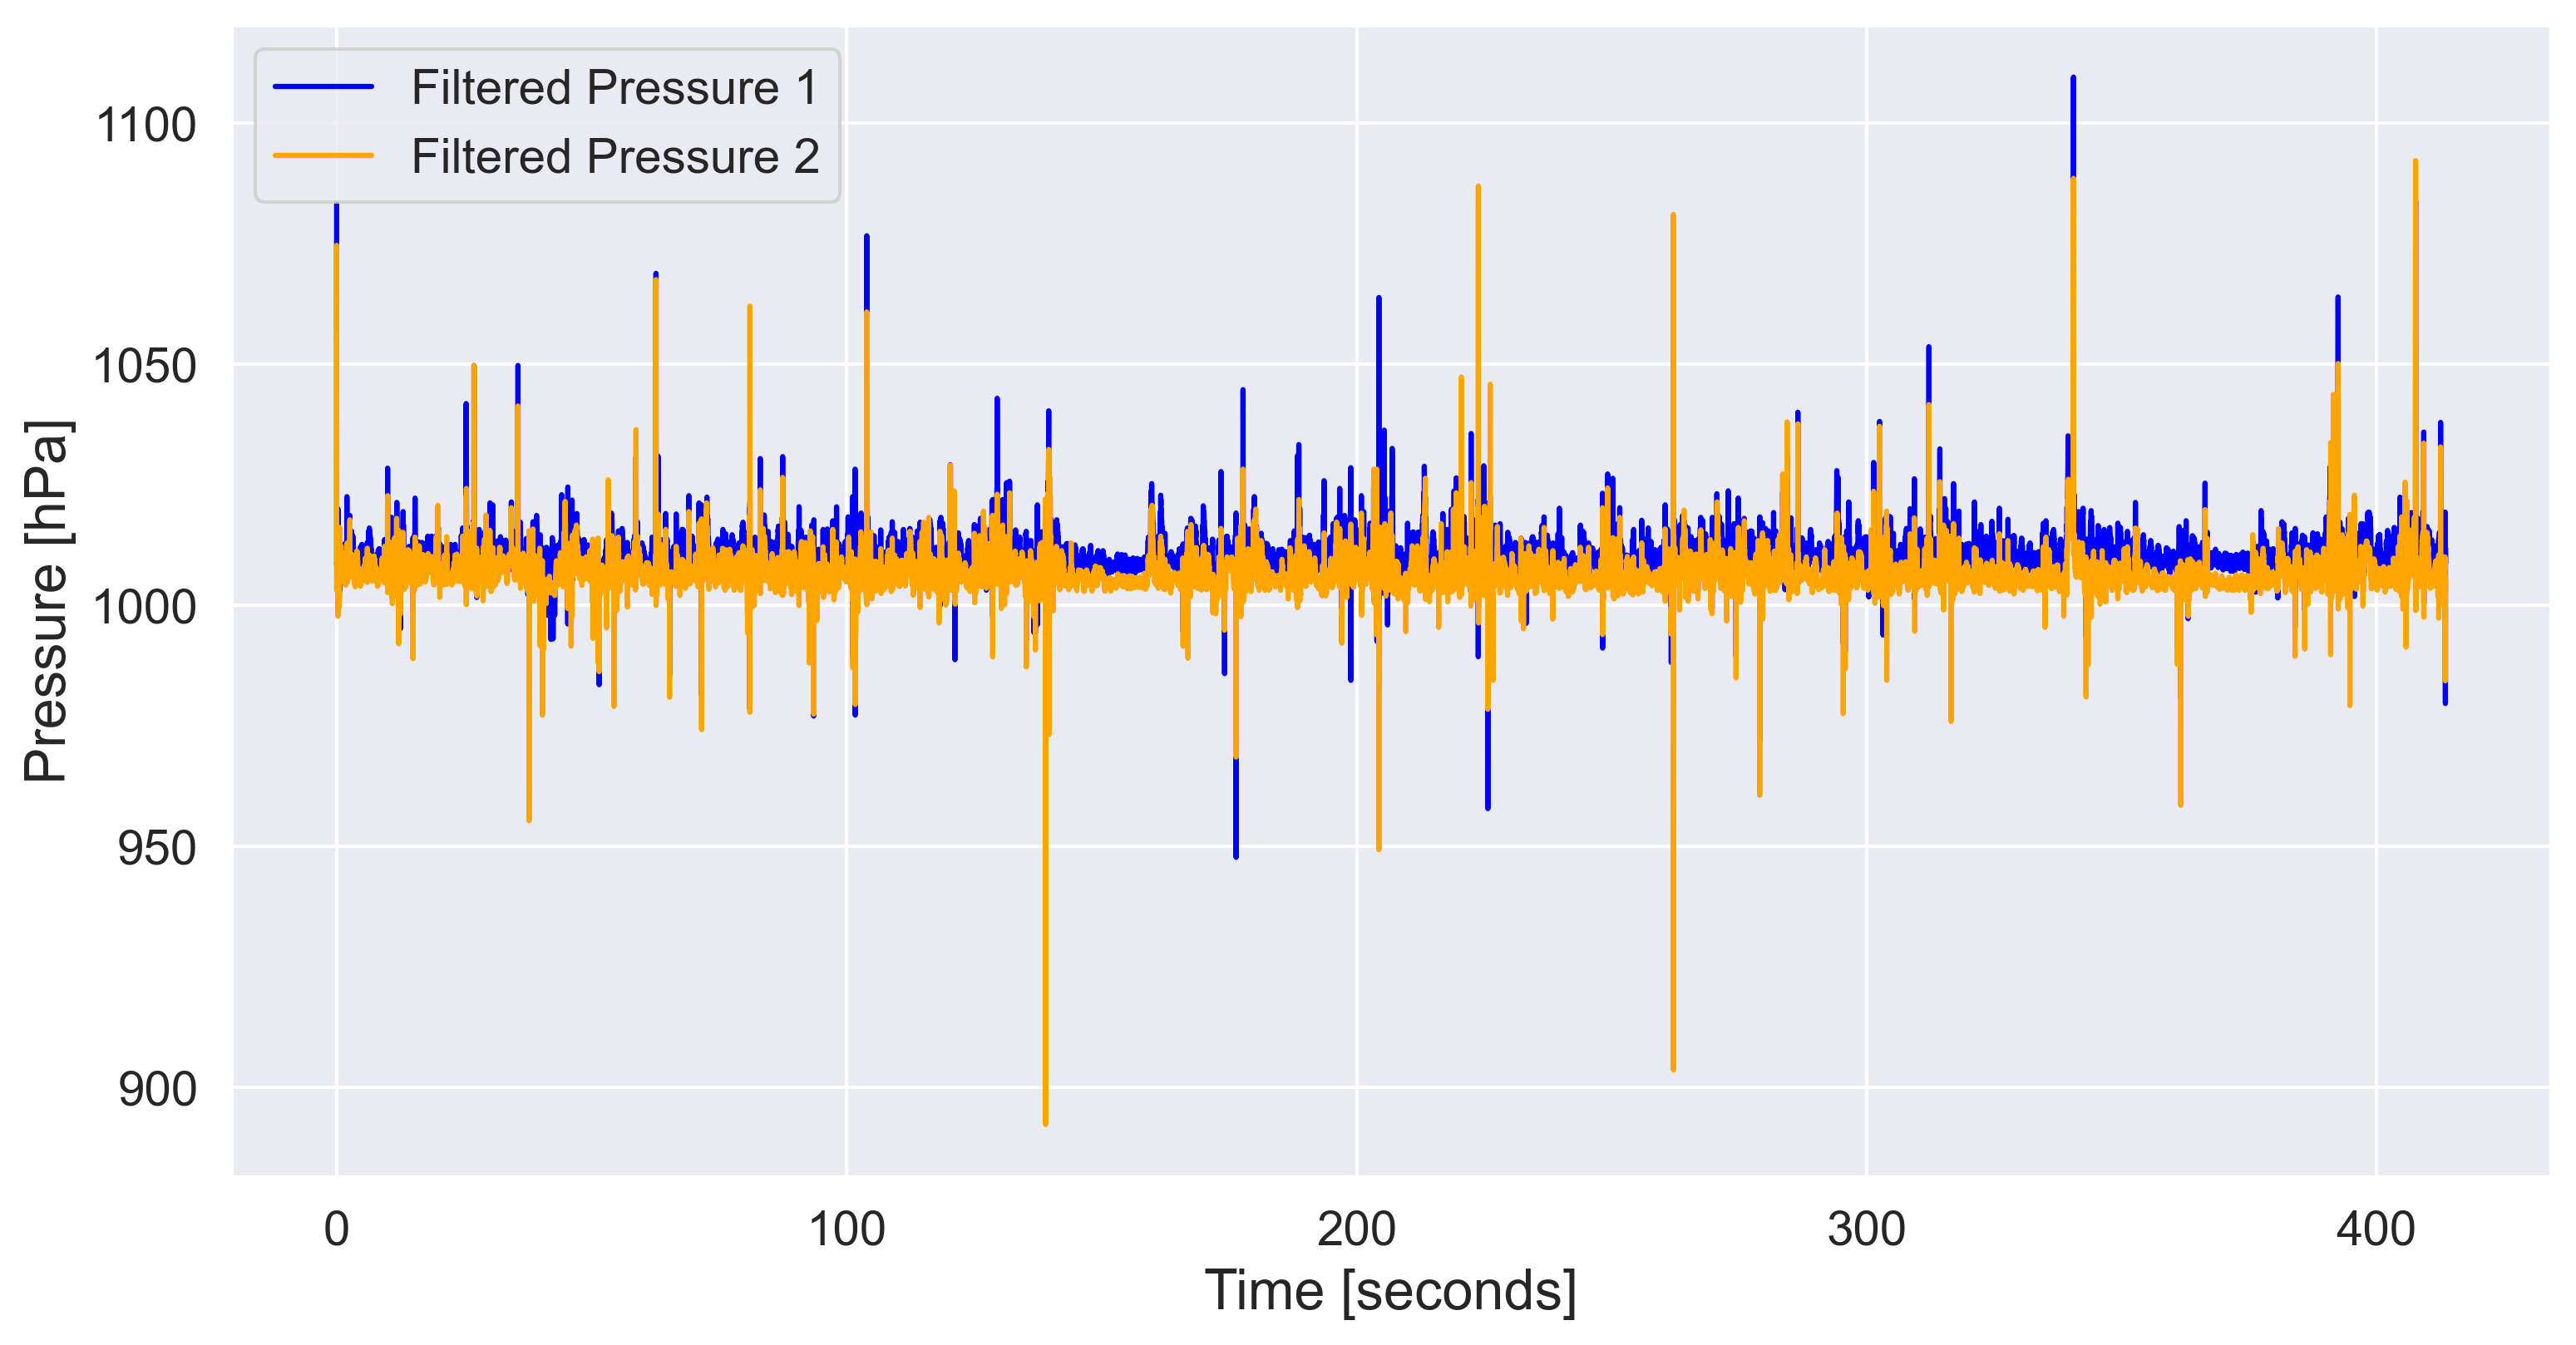 Filtered Pressure 1
Filtered Pressure 2
1100
1050
1000
950
900
Pressure [hPa]
0 100 200 300 400
Time [seconds]